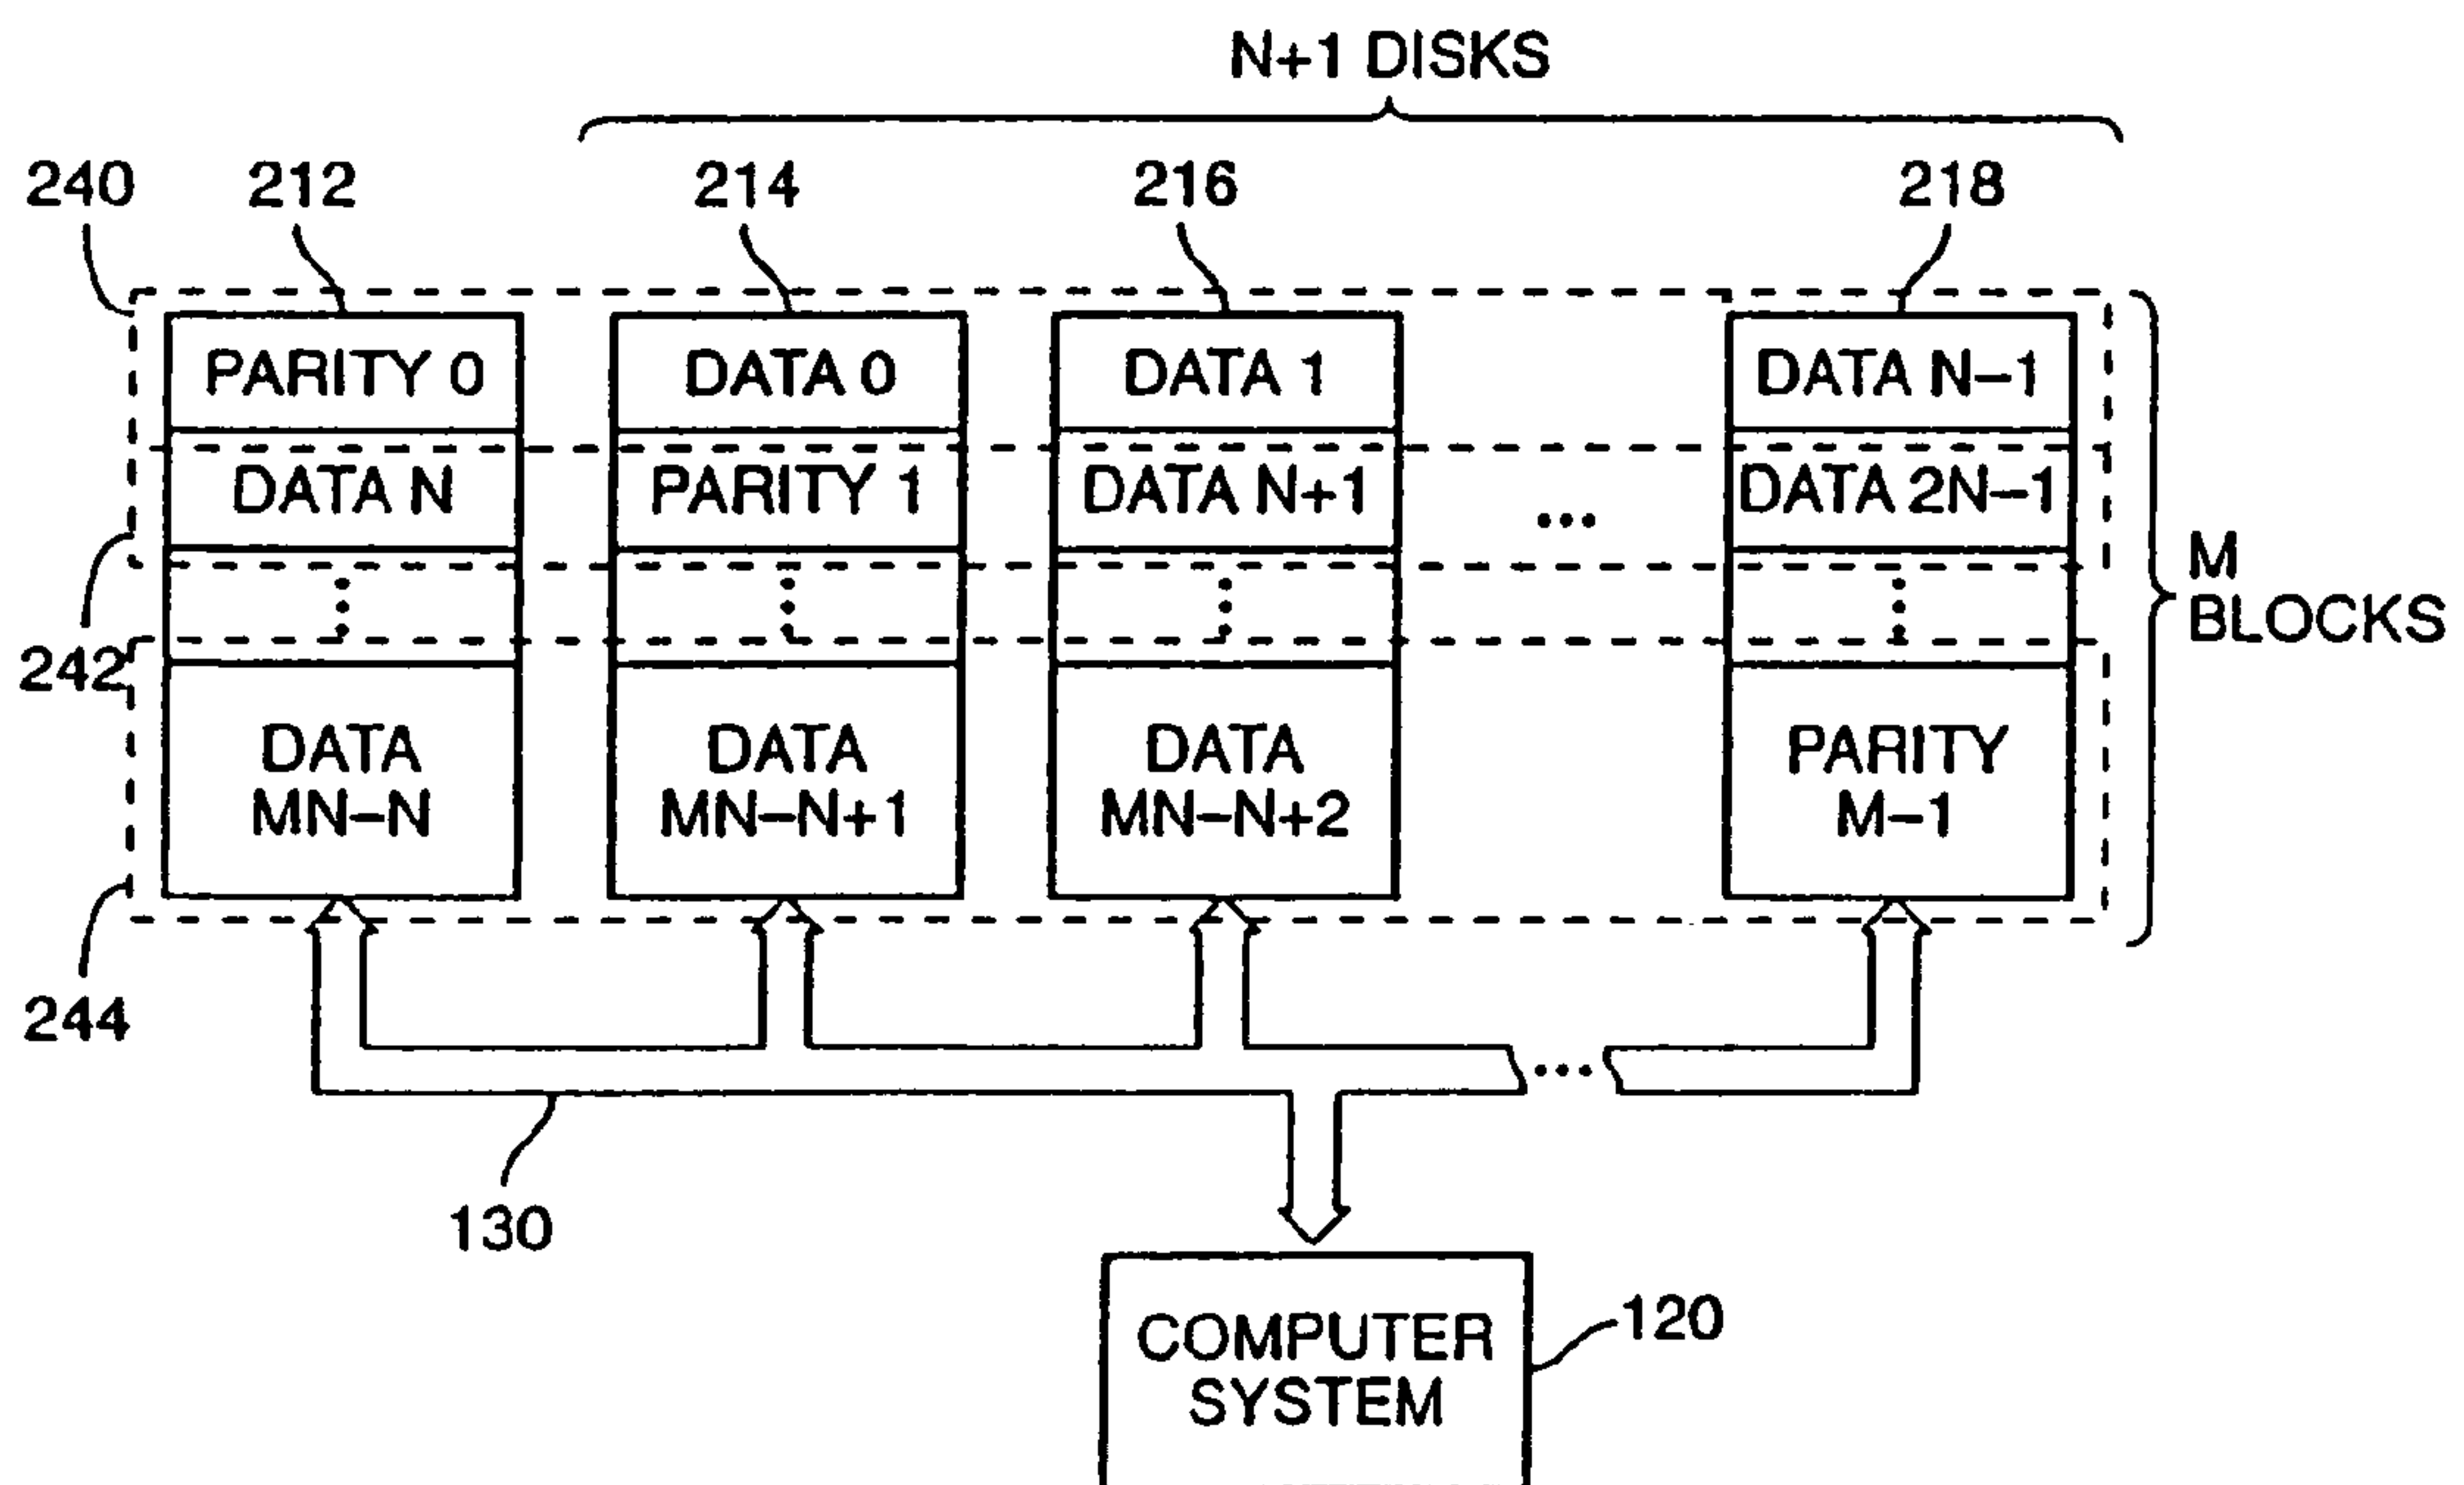 N+1 DISKS
240 212 214 216 218
PARITY 0 DATA 0 DATA 1 DATA N–1
DATA N PARITY 1 DATA N+1 ... DATA 2N–1
M
BLOCKS
242
DATA
MN–N
DATA
MN–N+1
DATA
MN–N+2
PARITY
M–1
244
...
130
COMPUTER
SYSTEM
120